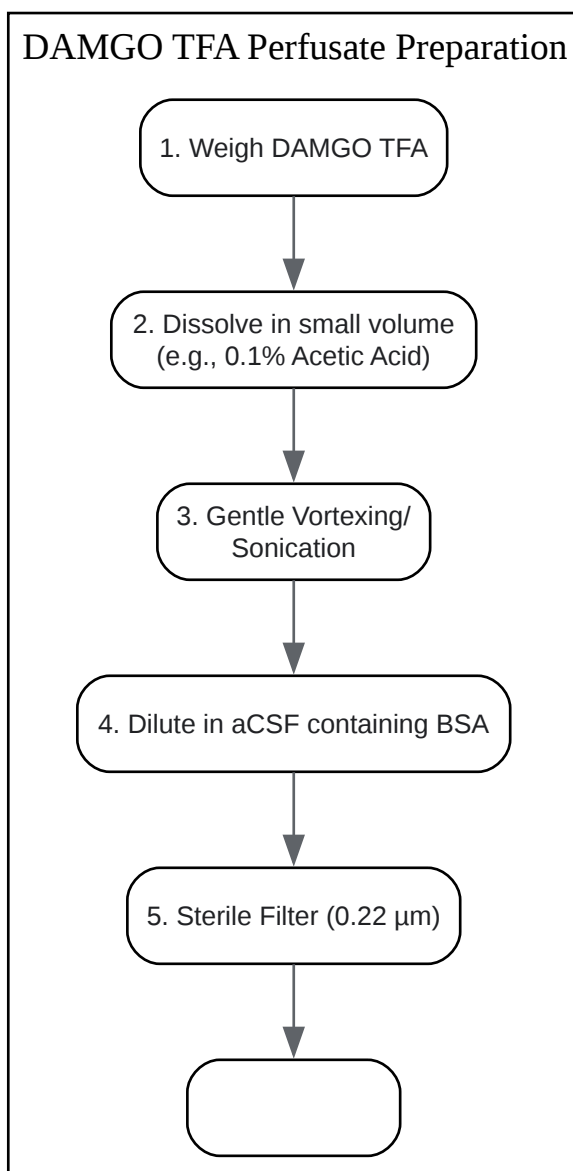 DAMGO TFA Perfusate Preparation
1. Weigh DAMGO TFA
2. Dissolve in small volume
(e.g., 0.1% Acetic Acid)
3. Gentle Vortexing/
Sonication
4. Dilute in aCSF containing BSA
5. Sterile Filter (0.22 µm)